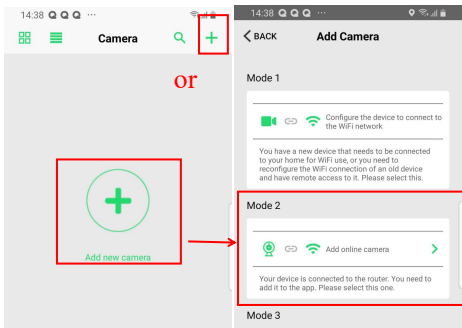 14:38 Q Q Q ...
Camera
or
Add new camera
14:38 Q Q Q ...
BACK
Add Camera
Mode 1
Configure the device to connect to
the WiFi network
You have a new device that needs to be connected
to your home for WiFi use, or you need to
reconfigure the WiFi connection of an old device
and have remote access to it. Please select this.
Mode 2
Add online camera
Your device is connected to the router. You need to
add it to the app. Please select this one.
Mode 3